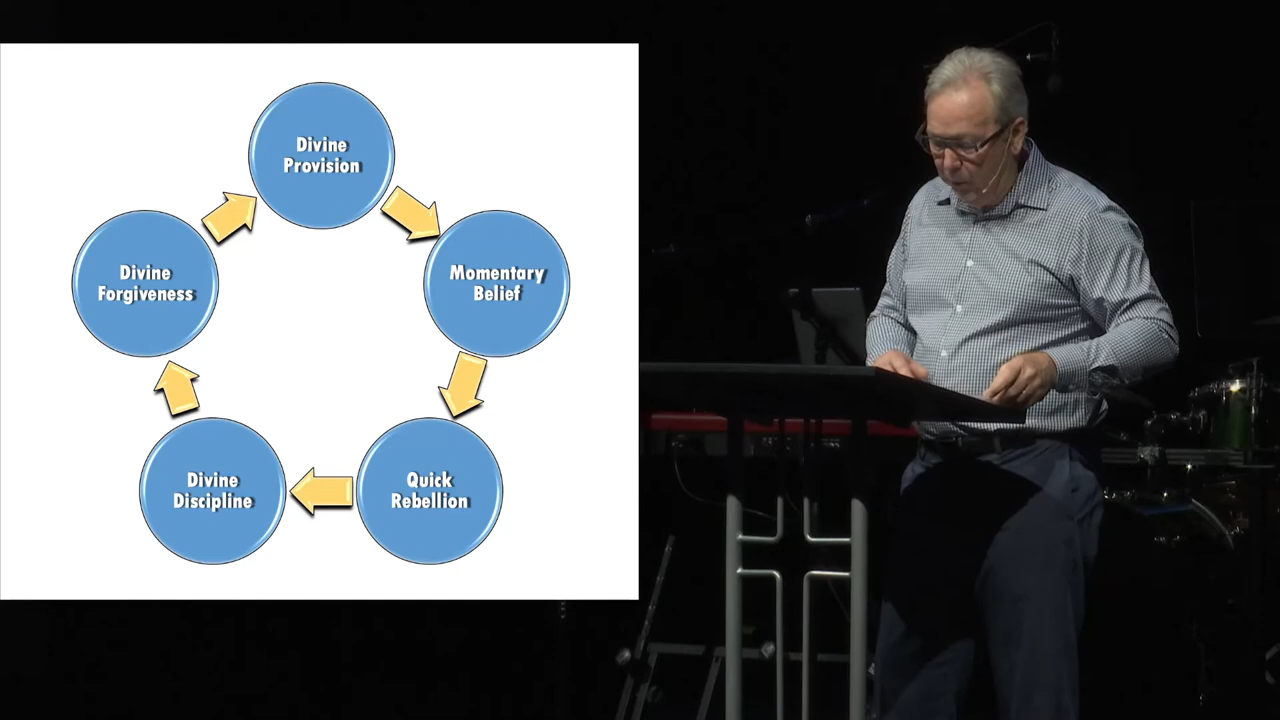 Divine
Provision
Momentary
Belief
Quick
Rebellion
Divine
Discipline
Divine
Forgiveness